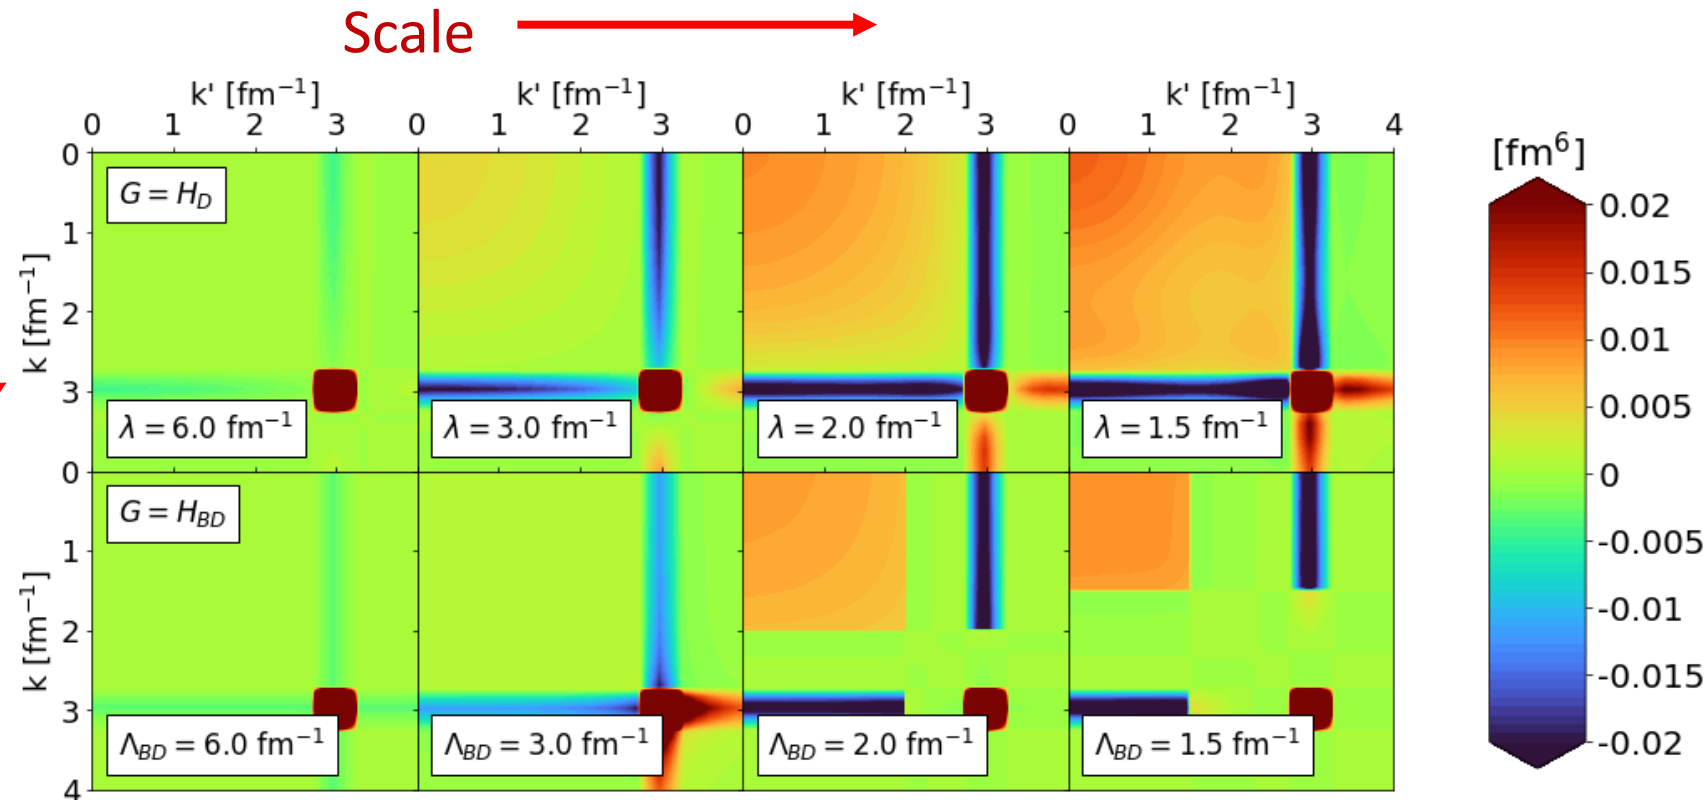 Scale
k' [fm⁻¹] k' [fm⁻¹] k' [fm⁻¹] k' [fm⁻¹]
0 1 2 3 0 1 2 3 0 1 2 3 0 1 2 3 4
[fm⁶]
k [fm⁻¹]
0
1
2
3
G = H_D
λ = 6.0 fm⁻¹
λ = 3.0 fm⁻¹
λ = 2.0 fm⁻¹
λ = 1.5 fm⁻¹
k [fm⁻¹]
0
1
2
3
4
G = H_BD
Λ_BD = 6.0 fm⁻¹
Λ_BD = 3.0 fm⁻¹
Λ_BD = 2.0 fm⁻¹
Λ_BD = 1.5 fm⁻¹
0.02
0.015
0.01
0.005
0
-0.005
-0.01
-0.015
-0.02